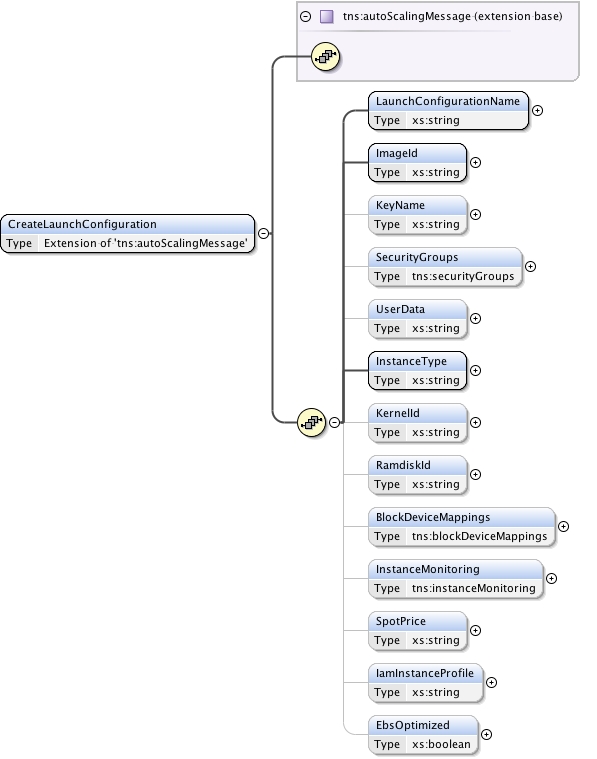 tns:autoScalingMessage (extension base)
LaunchConfigurationName
Type xs:string
ImageId
Type xs:string
KeyName
Type xs:string
CreateLaunchConfiguration
Type Extension of 'tns:autoScalingMessage'
SecurityGroups
Type tns:securityGroups
UserData
Type xs:string
InstanceType
Type xs:string
KernelId
Type xs:string
RamdiskId
Type xs:string
BlockDeviceMappings
Type tns:blockDeviceMappings
InstanceMonitoring
Type tns:instanceMonitoring
SpotPrice
Type xs:string
IamInstanceProfile
Type xs:string
EbsOptimized
Type xs:boolean